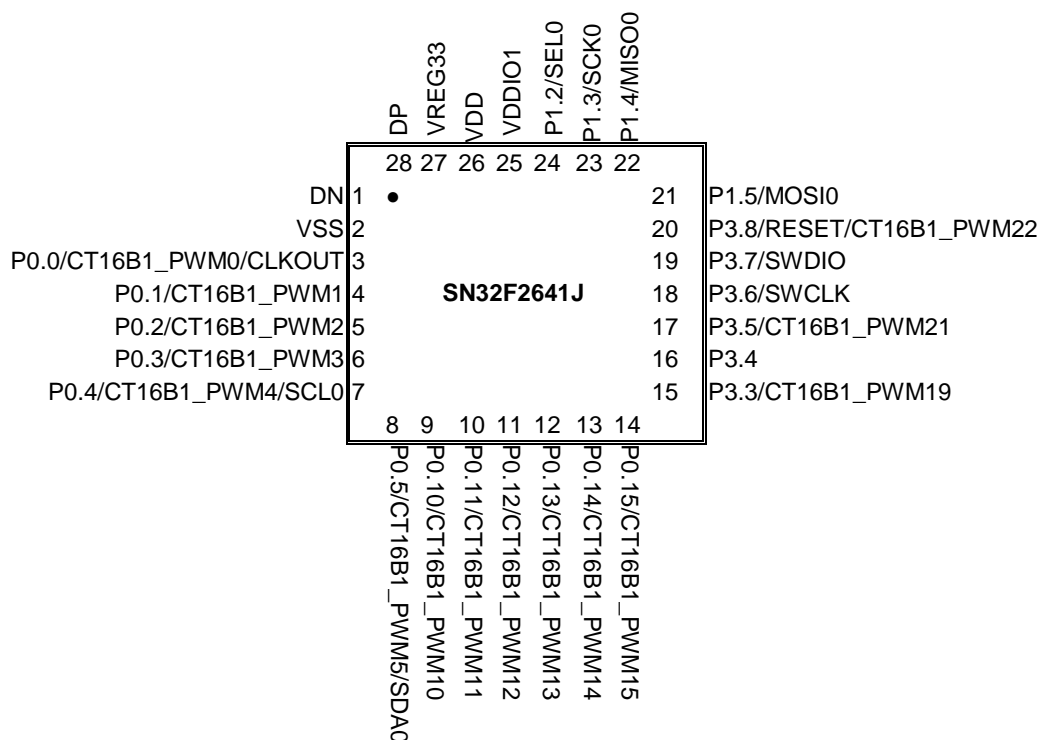 DP
VREG33
VDD
VDDIO1
P1.2/SEL0
P1.3/SCK0
P1.4/MISO0
28 27 26 25 24 23 22
DN 1 • 21 P1.5/MOSI0
VSS 2 20 P3.8/RESET/CT16B1_PWM22
P0.0/CT16B1_PWM0/CLKOUT 3 19 P3.7/SWDIO
P0.1/CT16B1_PWM1 4 SN32F2641J 18 P3.6/SWCLK
P0.2/CT16B1_PWM2 5 17 P3.5/CT16B1_PWM21
P0.3/CT16B1_PWM3 6 16 P3.4
P0.4/CT16B1_PWM4/SCL0 7 15 P3.3/CT16B1_PWM19
8 9 10 11 12 13 14
P0.5/CT16B1_PWM5/SDA0
P0.10/CT16B1_PWM10
P0.11/CT16B1_PWM11
P0.12/CT16B1_PWM12
P0.13/CT16B1_PWM13
P0.14/CT16B1_PWM14
P0.15/CT16B1_PWM15